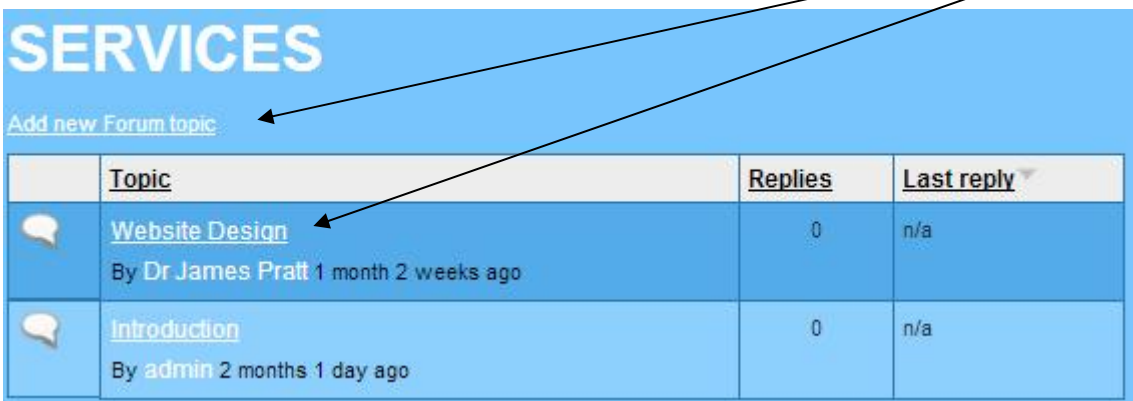 SERVICES
Add new Forum topic
Topic Replies Last reply
Website Design 0 n/a
By Dr James Pratt 1 month 2 weeks ago
Introduction 0 n/a
By admin 2 months 1 day ago